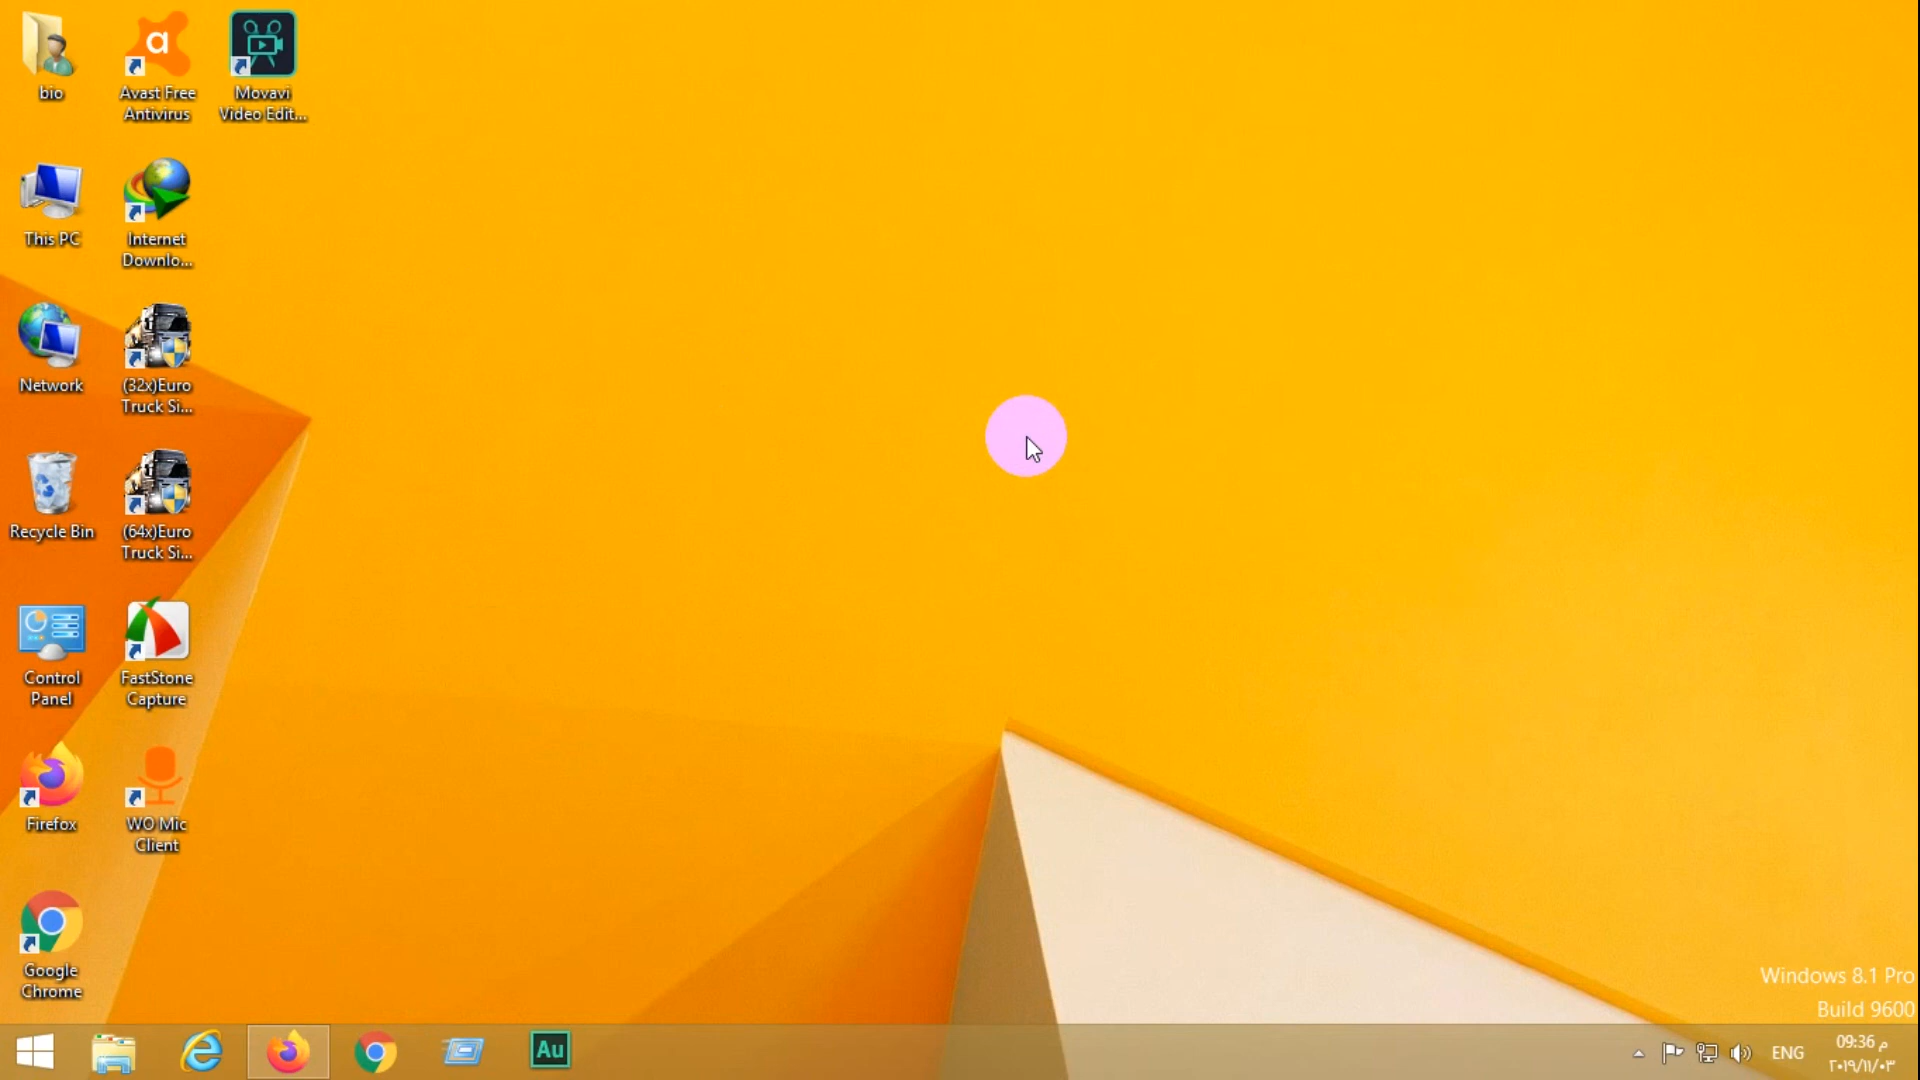 bio
Avast Free
Antivirus
Movavi
Video Edit...
This PC
Internet
Downlo...
Network
(32x)Euro
Truck Si...
Recycle Bin
(64x)Euro
Truck Si...
Control
Panel
FastStone
Capture
Firefox
WO Mic
Client
Google
Chrome
Windows 8.1 Pro
Build 9600
Au
ENG
09:36 م
٢٠١٩/١١/٠٣